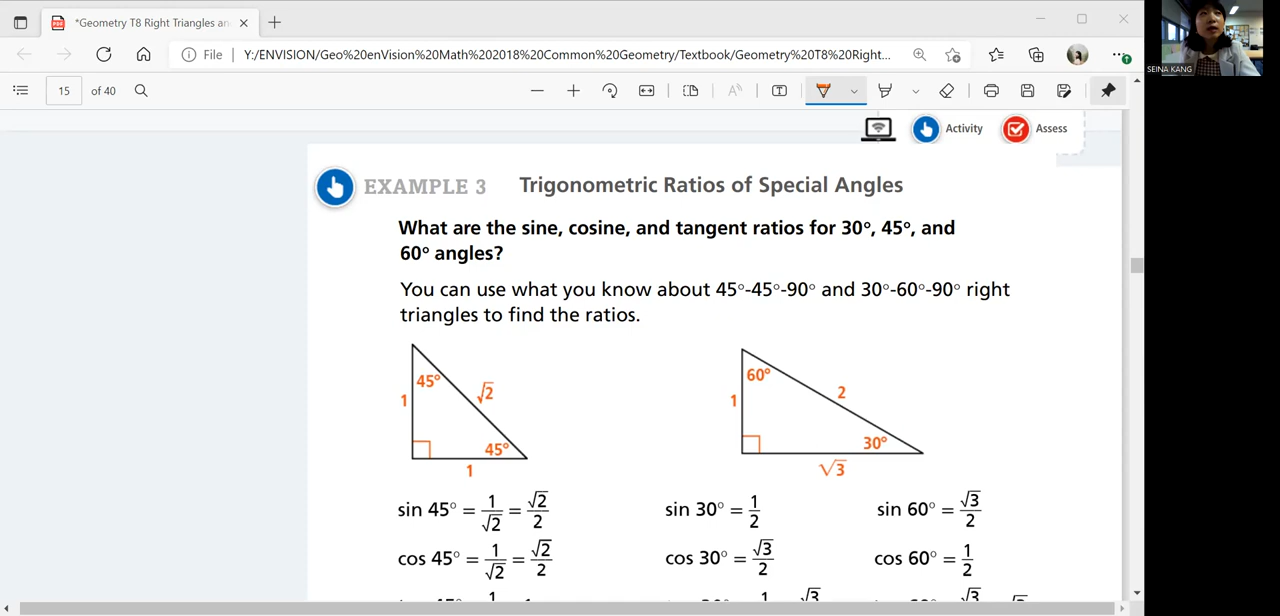 *Geometry T8 Right Triangles an
File
Y:/ENVISION/Geo%20enVision%20Math%202018%20Common%20Geometry/Textbook/Geometry%20T8%20Right...
SEINA KANG
15 of 40
Activity
Assess
EXAMPLE 3 Trigonometric Ratios of Special Angles
What are the sine, cosine, and tangent ratios for 30°, 45°, and
60° angles?
You can use what you know about 45°-45°-90° and 30°-60°-90° right
triangles to find the ratios.
45° √2 1 45° 1
60° 2 1 30° √3
sin 45° = 1/√2 = √2/2 sin 30° = 1/2 sin 60° = √3/2
cos 45° = 1/√2 = √2/2 cos 30° = √3/2 cos 60° = 1/2